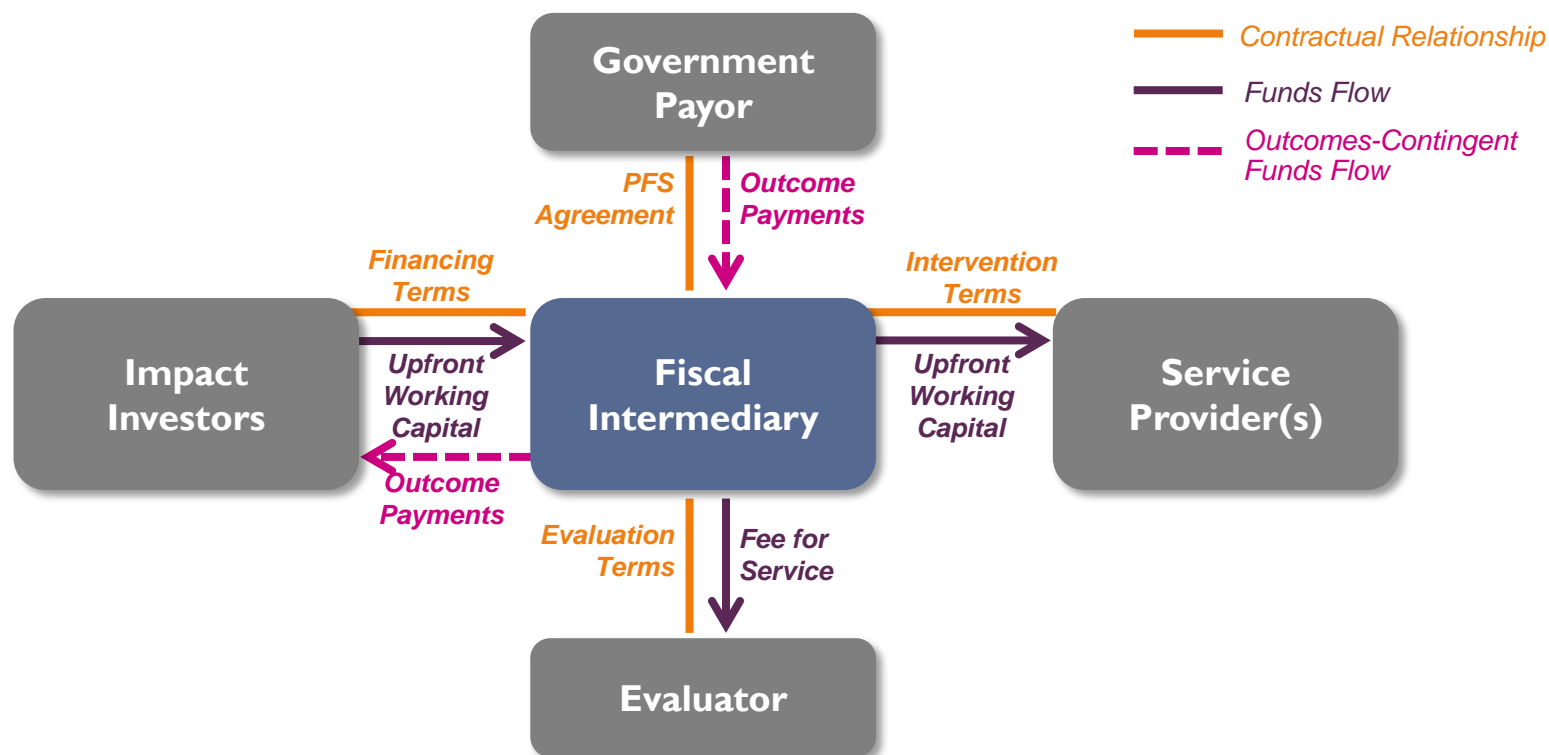 Government
Payor
Contractual Relationship
Funds Flow
Outcomes-Contingent
Funds Flow
PFS
Agreement
Outcome
Payments
Financing
Terms
Intervention
Terms
Impact
Investors
Upfront
Working
Capital
Outcome
Payments
Fiscal
Intermediary
Upfront
Working
Capital
Service
Provider(s)
Evaluation
Terms
Fee for
Service
Evaluator